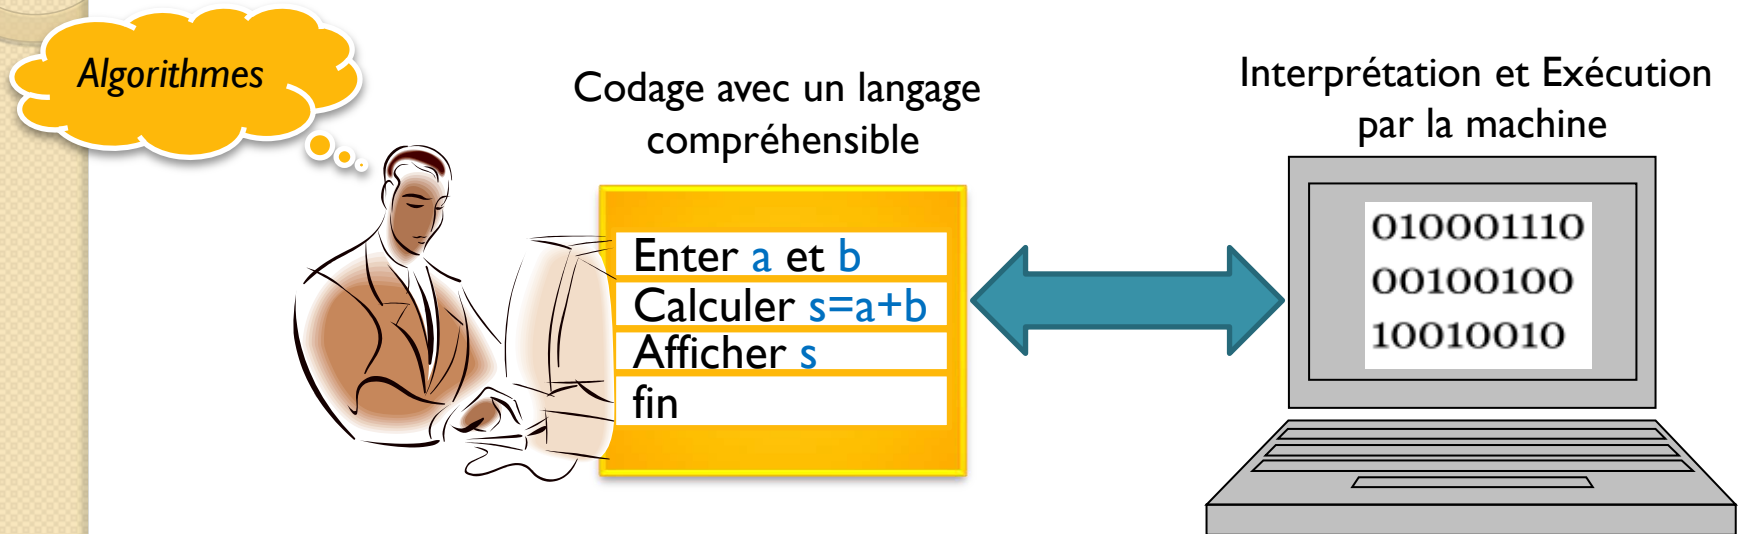 Algorithmes
Codage avec un langage
compréhensible
Enter a et b
Calculer s=a+b
Afficher s
fin
Interprétation et Exécution
par la machine
010001110
00100100
10010010